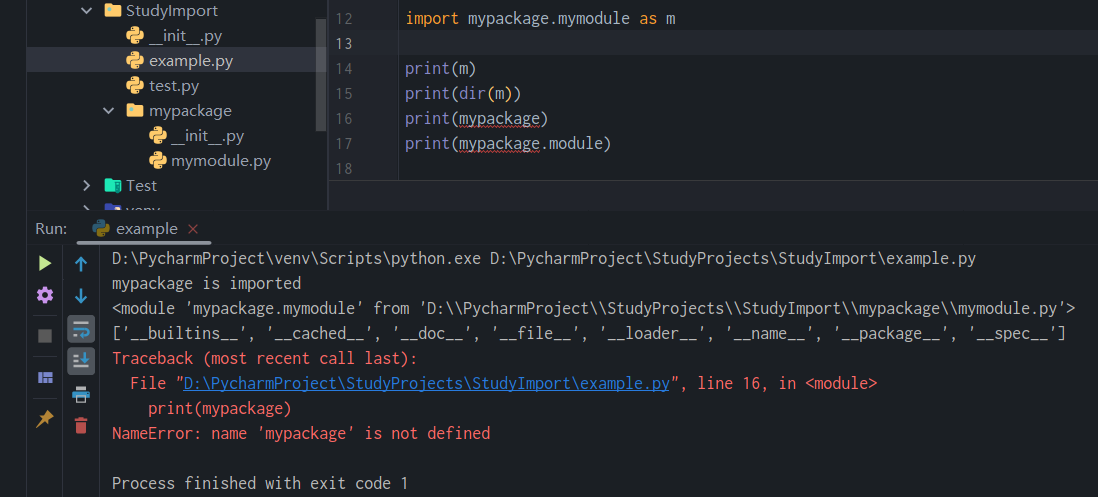 StudyImport
__init__.py
example.py
test.py
mypackage
__init__.py
mymodule.py
Test
venv
12 import mypackage.mymodule as m
13
14 print(m)
15 print(dir(m))
16 print(mypackage)
17 print(mypackage.module)
18
Run: example
D:\PycharmProject\venv\Scripts\python.exe D:\PycharmProject\StudyProjects\StudyImport\example.py
mypackage is imported
<module 'mypackage.mymodule' from 'D:\\PycharmProject\\StudyProjects\\StudyImport\\mypackage\\mymodule.py'>
['__builtins__', '__cached__', '__doc__', '__file__', '__loader__', '__name__', '__package__', '__spec__']
Traceback (most recent call last):
File "D:\PycharmProject\StudyProjects\StudyImport\example.py", line 16, in <module>
print(mypackage)
NameError: name 'mypackage' is not defined
Process finished with exit code 1